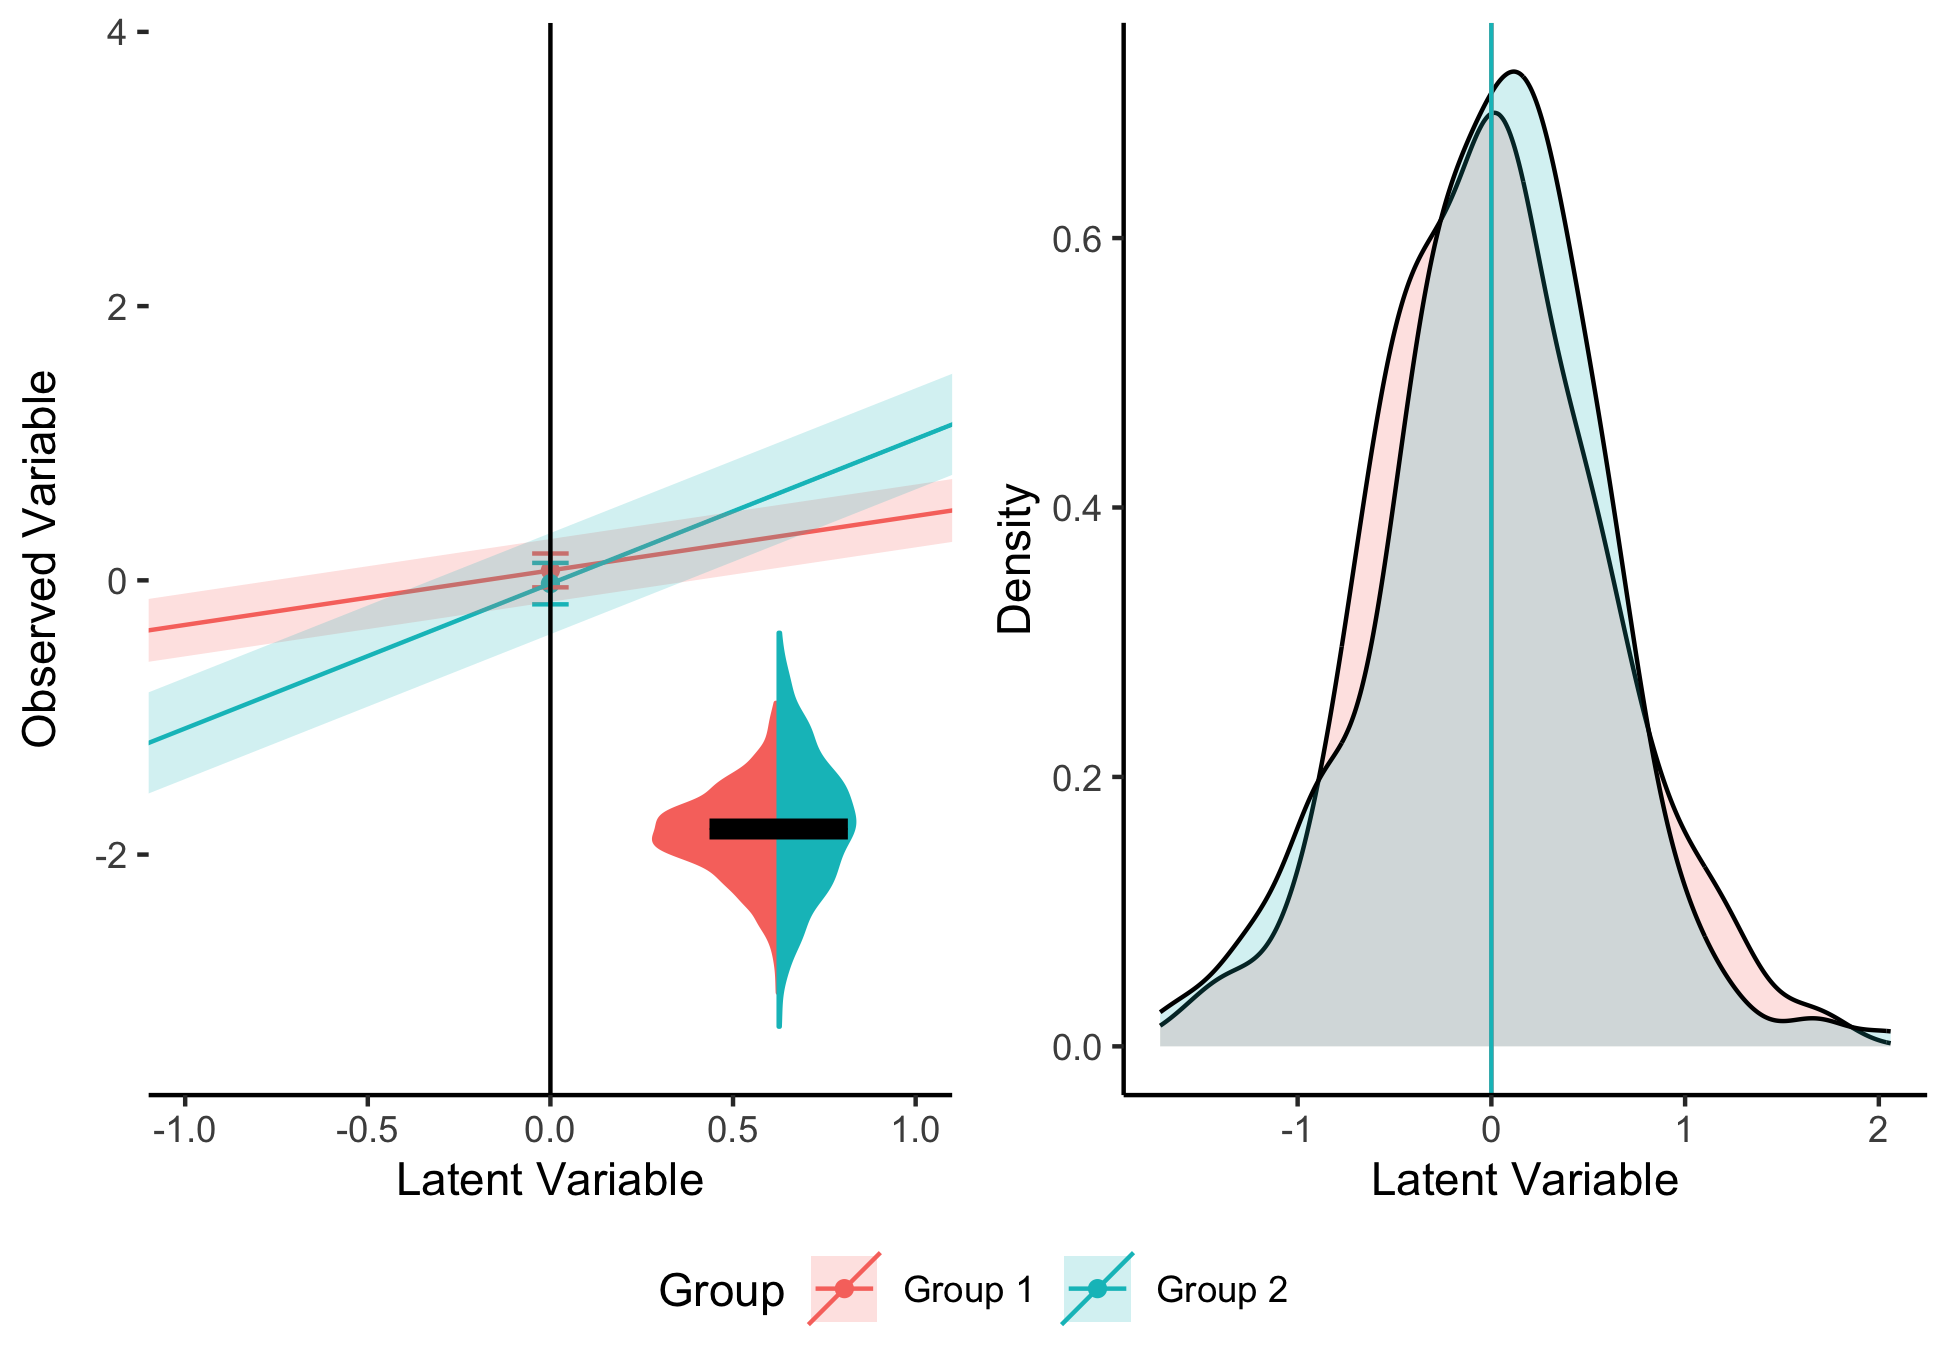 4
2
0
-2
Observed Variable
-1.0 -0.5 0.0 0.5 1.0
Latent Variable
0.6
0.4
0.2
0.0
Density
-1 0 1 2
Latent Variable
Group Group 1 Group 2